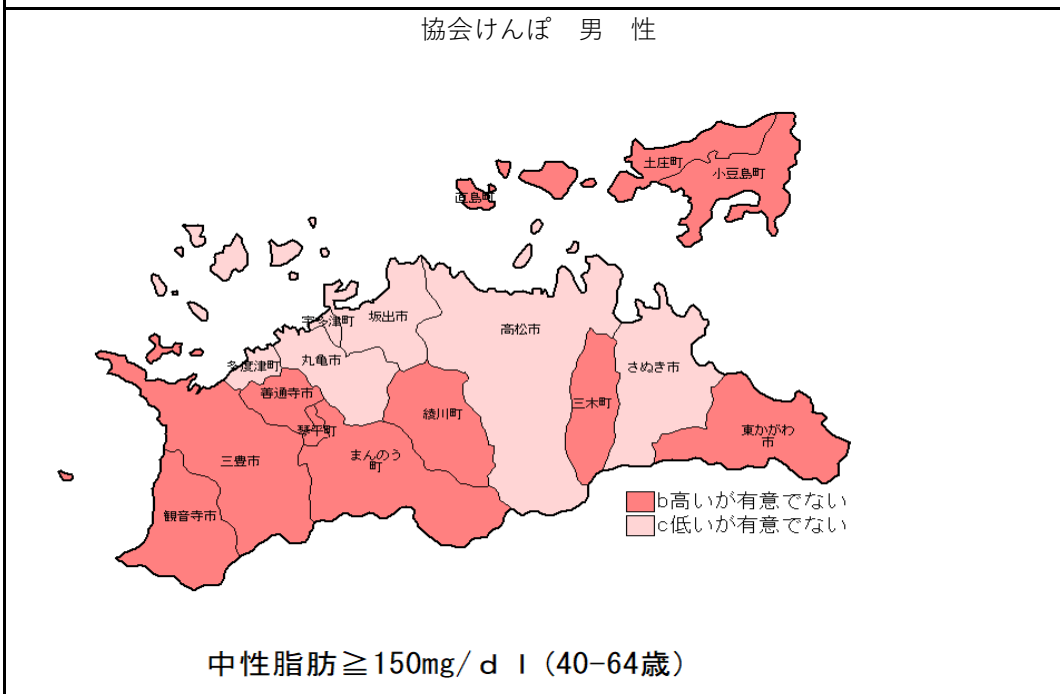 協会けんぽ　男　性
土庄町
小豆島町
直島町
宇多津町
坂出市
高松市
多度津町
丸亀市
さぬき市
善通寺市
三木町
綾川町
琴平町
東かがわ
市
まんのう
町
三豊市
観音寺市
b高いが有意でない
c低いが有意でない
中性脂肪≧150mg/ｄｌ(40-64歳)